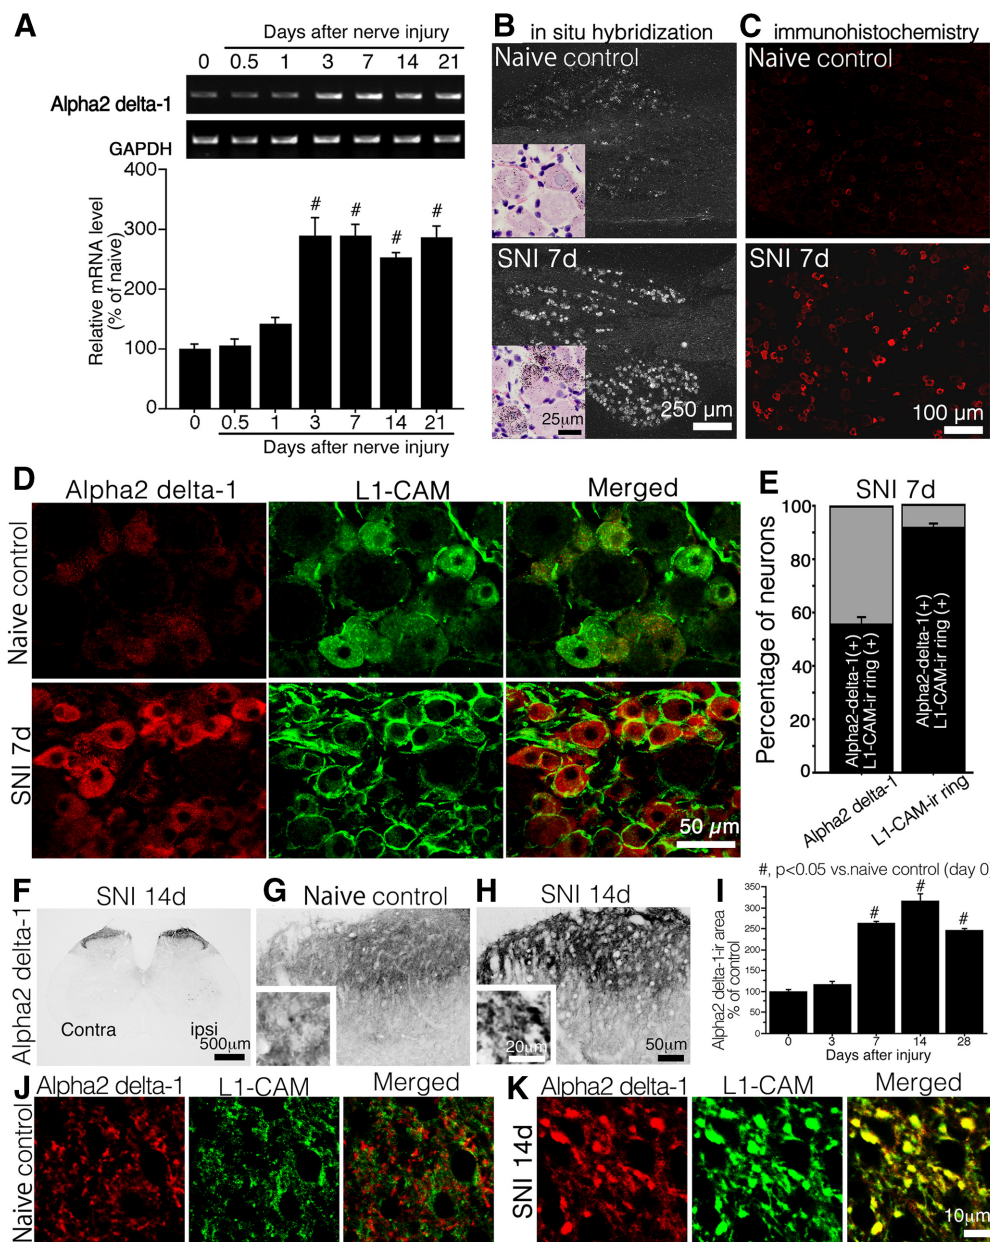 A
Days after nerve injury
0 0.5 1 3 7 14 21
Alpha2 delta-1
GAPDH
400
300
200
100
0
Relative mRNA level
(% of naive)
# # # #
0 0.5 1 3 7 14 21
Days after nerve injury
B in situ hybridization
Naive control
SNI 7d
25µm
250 µm
C immunohistochemistry
Naive control
SNI 7d
100 µm
D
Alpha2 delta-1 L1-CAM Merged
Naive control
SNI 7d
50 µm
E
SNI 7d
Percentage of neurons
100
80
60
40
20
0
Alpha2-delta-1(+)
L1-CAM-ir ring (+)
Alpha2-delta-1(+)
L1-CAM-ir ring (+)
Alpha2 delta-1
L1-CAM-ir ring
#, p<0.05 vs.naive control (day 0
F
SNI 14d
Alpha2 delta-1
Contra
ipsi
500µm
G
Naive control
H
SNI 14d
20µm
50µm
I
Alpha2 delta-1-ir area
% of control
350
300
250
200
150
100
50
0
# # #
0 3 7 14 28
Days after injury
J
Alpha2 delta-1 L1-CAM Merged
Naive control
K
Alpha2 delta-1 L1-CAM Merged
SNI 14d
10µm